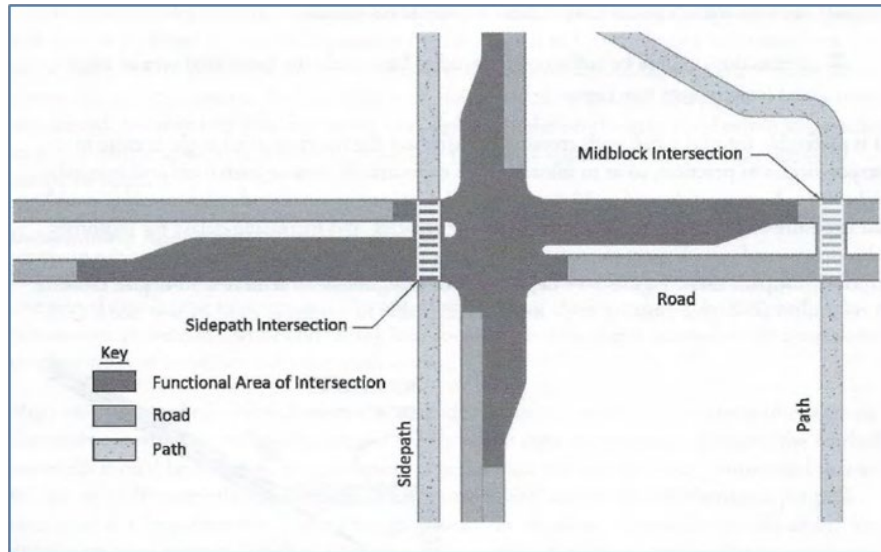 Midblock Intersection
Road
Sidepath Intersection
Key
Functional Area of Intersection
Road
Path
Sidepath
Path